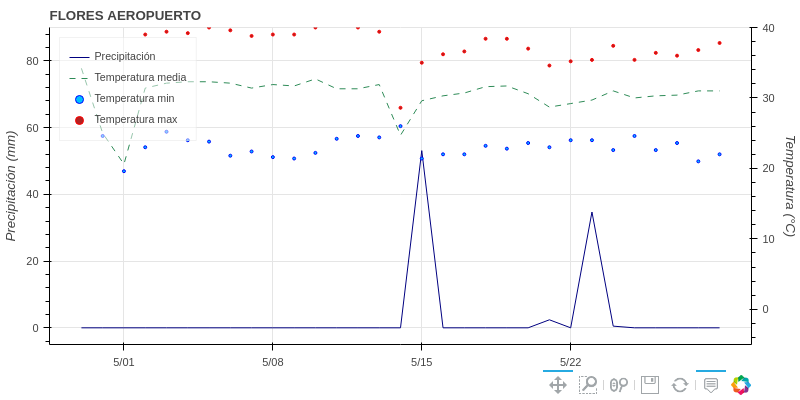 FLORES AEROPUERTO
Precipitación
Temperatura media
Temperatura min
Temperatura max
Precipitación (mm)
80
60
40
20
0
40
30
20
10
0
Temperatura (°C)
5/01 5/08 5/15 5/22